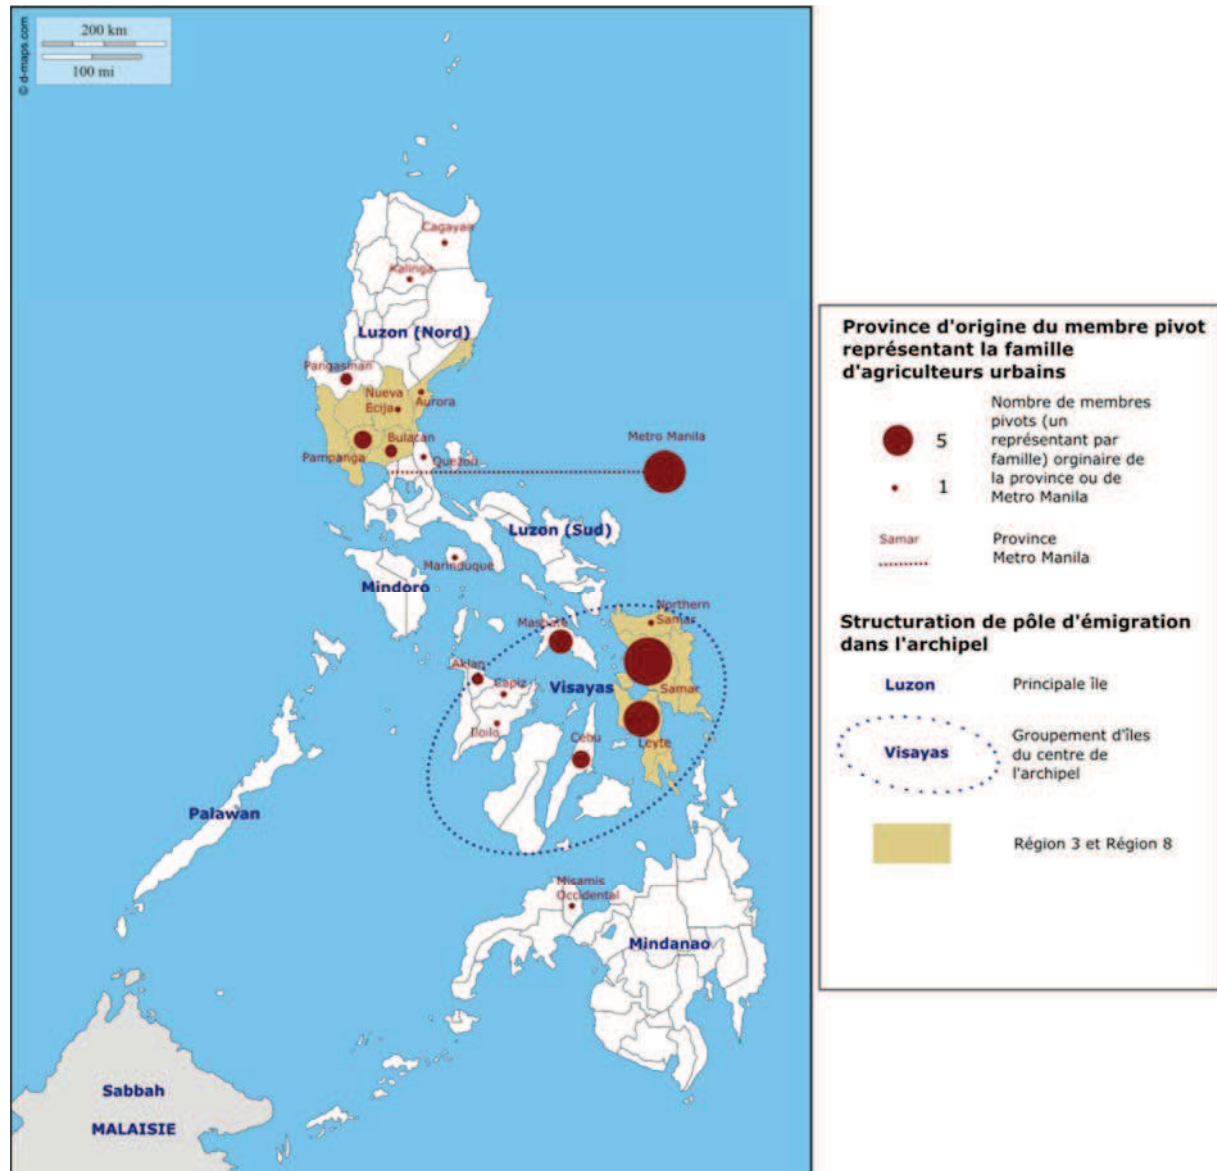 200 km
100 mi
© d-maps.com
Cagayan
Kalinga
Luzon (Nord)
Pangasinan
Nueva
Ecija
Aurora
Bulacan
Pampanga
Quezon
Metro Manila
Luzon (Sud)
Marinduque
Mindoro
Northern
Samar
Masbate
Aklan
Capiz
Visayas
Samar
Iloilo
Cebu
Leyte
Palawan
Misamis
Occidental
Mindanao
Sabbah
MALAISIE
Province d'origine du membre pivot
représentant la famille
d'agriculteurs urbains
5
1
Nombre de membres
pivots (un
représentant par
famille) orginaire de
la province ou de
Metro Manila
Samar
Province
Metro Manila
Structuration de pôle d'émigration
dans l'archipel
Luzon
Principale île
Visayas
Groupement d'îles
du centre de
l'archipel
Région 3 et Région 8